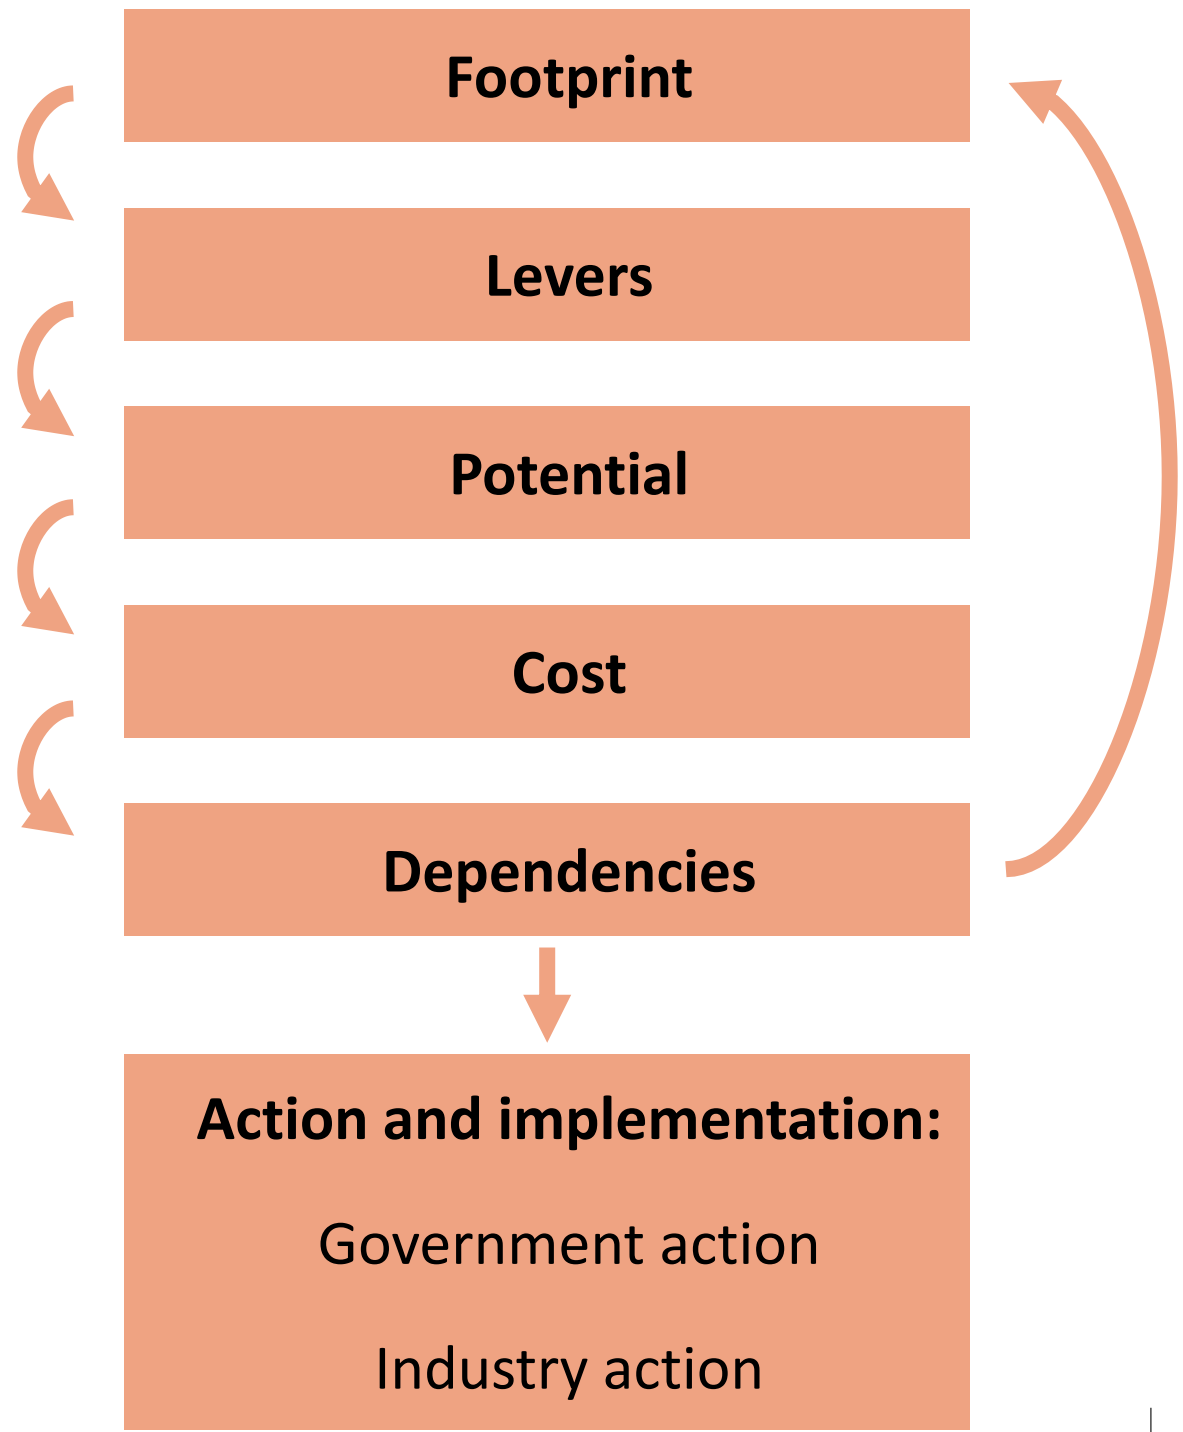 Footprint
Levers
Potential
Cost
Dependencies
Action and implementation:
Government action
Industry action